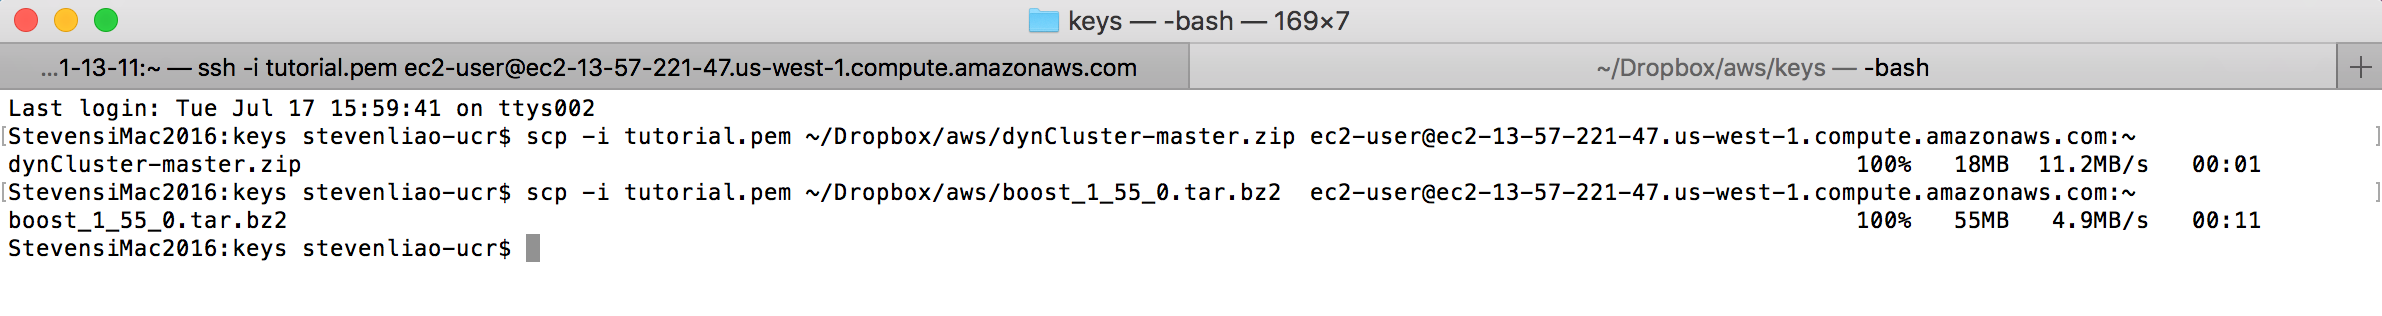 keys — -bash — 169×7
...1-13-11:~ — ssh -i tutorial.pem ec2-user@ec2-13-57-221-47.us-west-1.compute.amazonaws.com
~/Dropbox/aws/keys — -bash
Last login: Tue Jul 17 15:59:41 on ttys002
[StevensiMac2016:keys stevenliao-ucr$ scp -i tutorial.pem ~/Dropbox/aws/dynCluster-master.zip ec2-user@ec2-13-57-221-47.us-west-1.compute.amazonaws.com:~ ]
dynCluster-master.zip 100% 18MB 11.2MB/s 00:01
[StevensiMac2016:keys stevenliao-ucr$ scp -i tutorial.pem ~/Dropbox/aws/boost_1_55_0.tar.bz2  ec2-user@ec2-13-57-221-47.us-west-1.compute.amazonaws.com:~ ]
boost_1_55_0.tar.bz2 100% 55MB 4.9MB/s 00:11
StevensiMac2016:keys stevenliao-ucr$